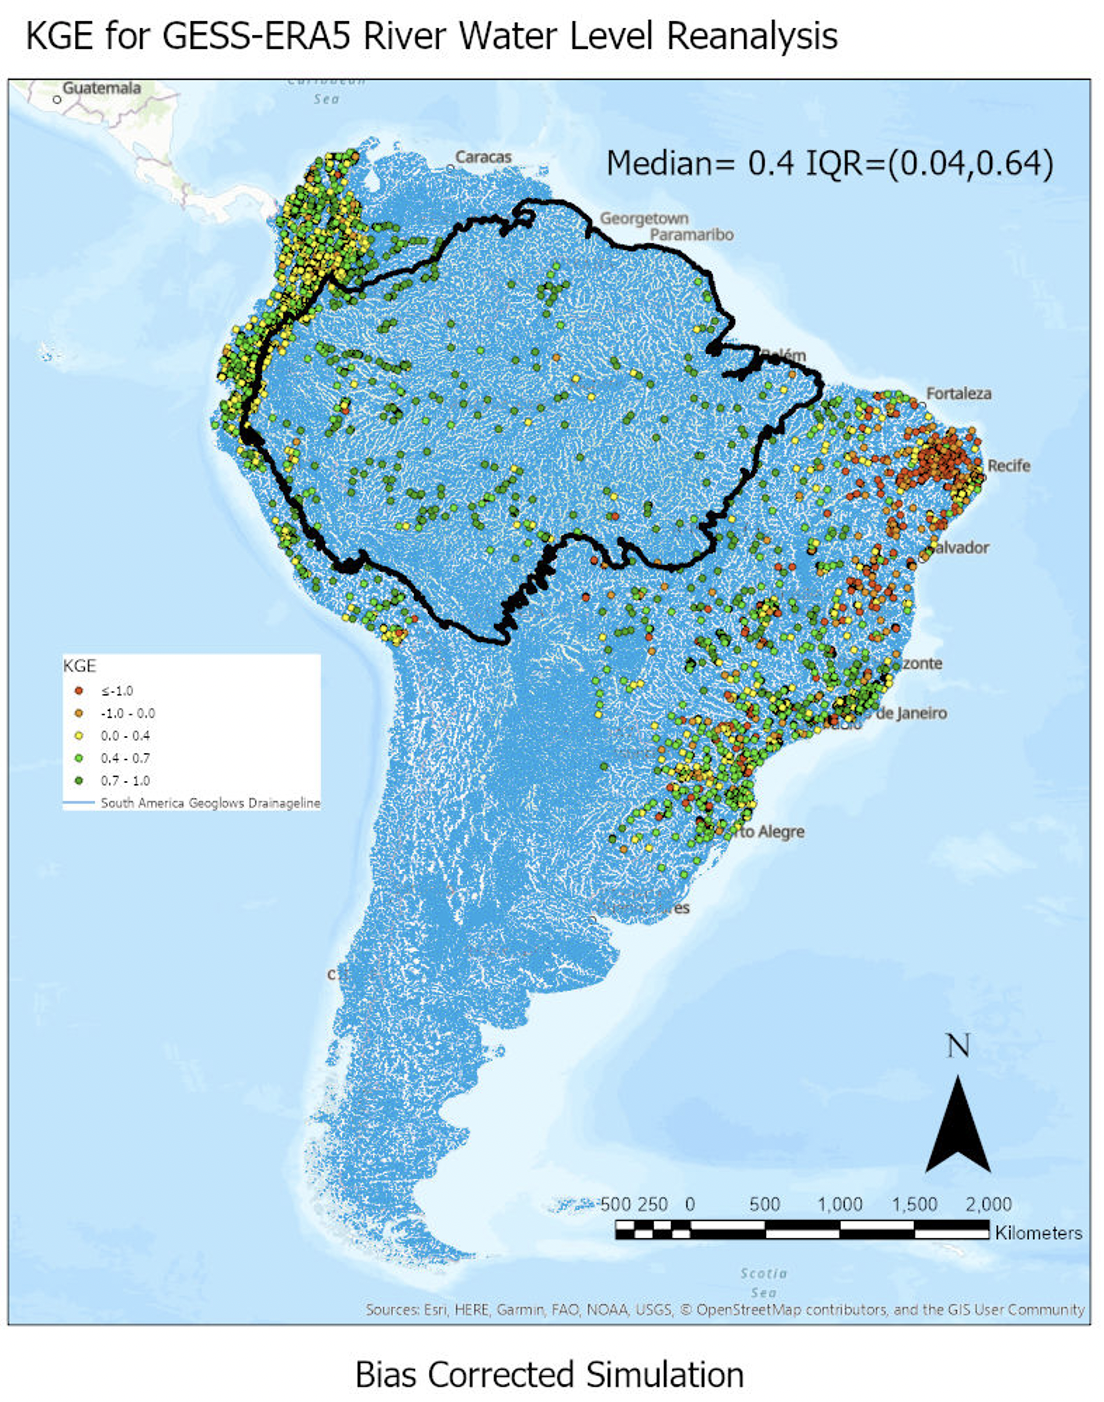 KGE for GESS-ERA5 River Water Level Reanalysis
Guatemala
Sea
Caracas
Median= 0.4 IQR=(0.04,0.64)
Georgetown
Paramaribo
Fortaleza
Recife
alvador
zonte
de Janeiro
rto Alegre
KGE
≤-1.0
-1.0 - 0.0
0.0 - 0.4
0.4 - 0.7
0.7 - 1.0
South America Geoglows Drainageline
N
500 250 0 500 1,000 1,500 2,000
Kilometers
Scotia
Sea
Sources: Esri, HERE, Garmin, FAO, NOAA, USGS, © OpenStreetMap contributors, and the GIS User Community
Bias Corrected Simulation